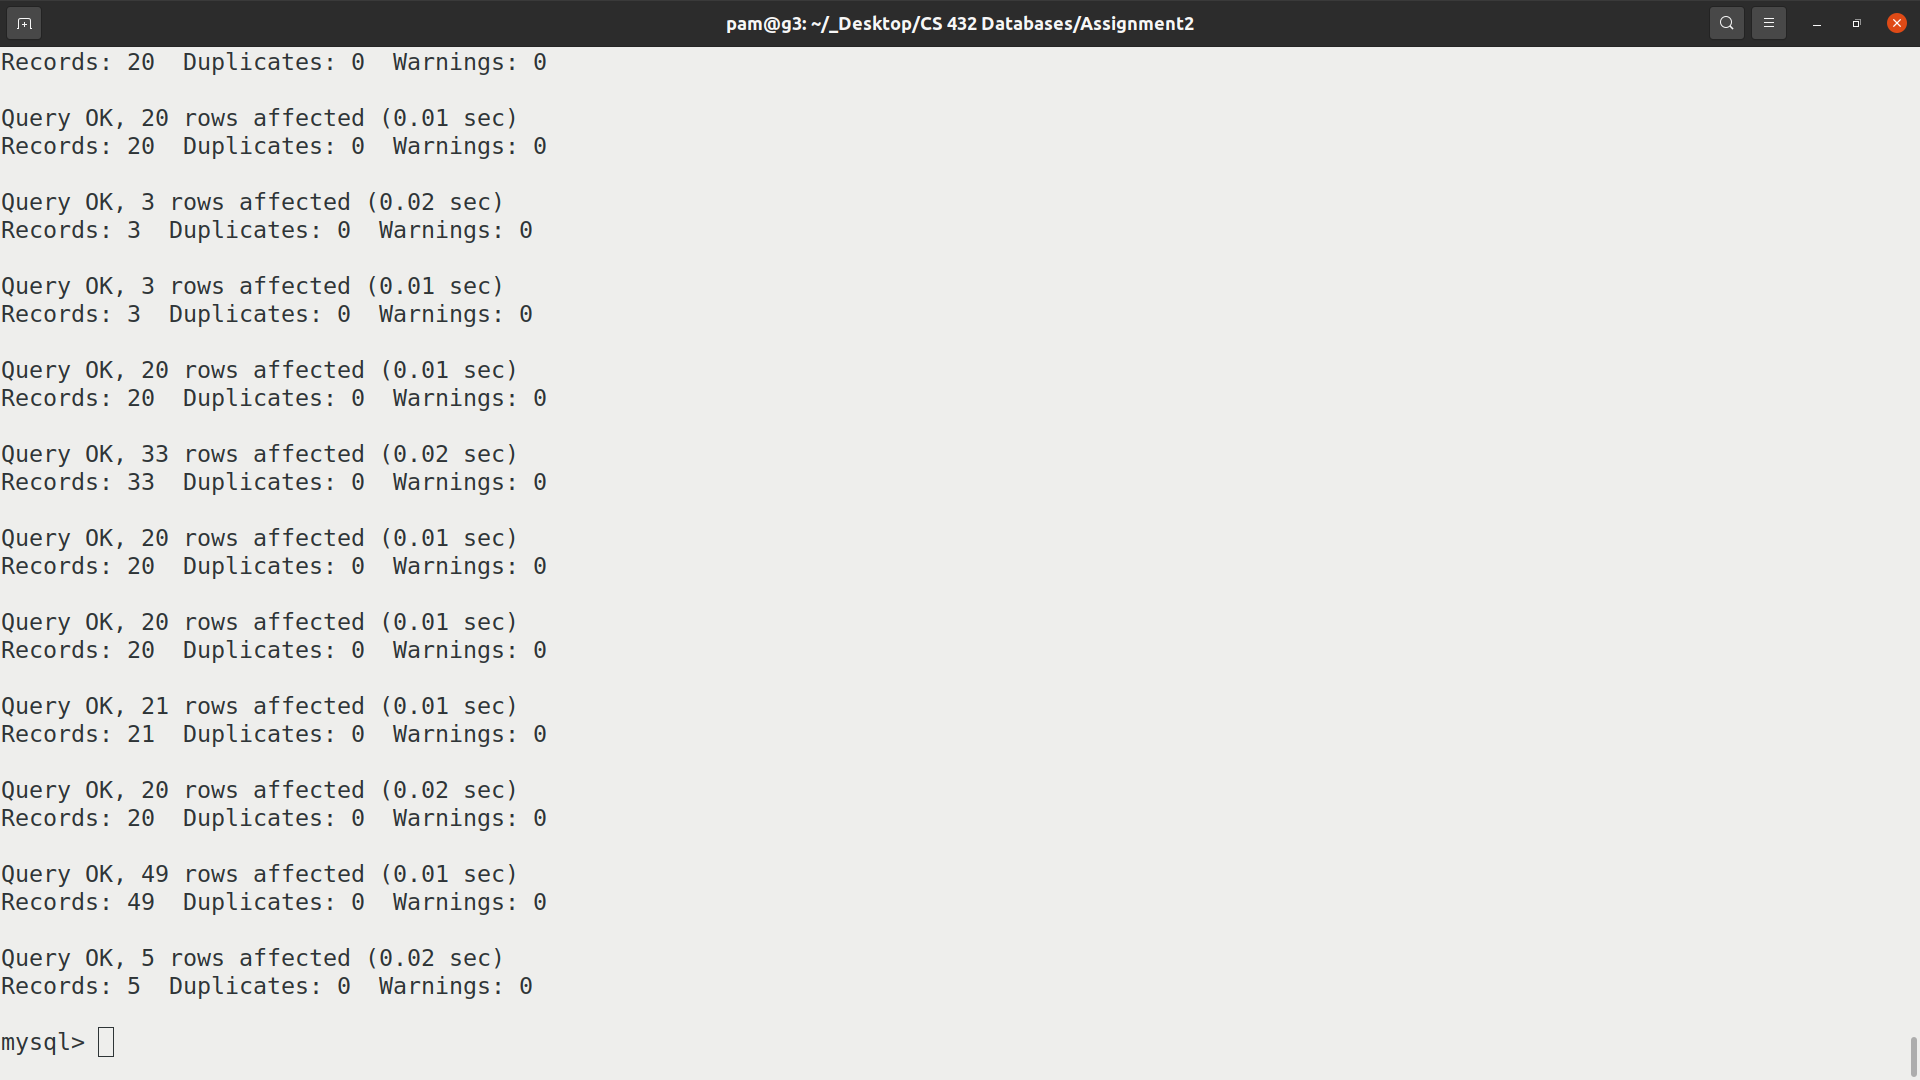 pam@g3: ~/_Desktop/CS 432 Databases/Assignment2
Records: 20  Duplicates: 0  Warnings: 0
Query OK, 20 rows affected (0.01 sec)
Records: 20  Duplicates: 0  Warnings: 0
Query OK, 3 rows affected (0.02 sec)
Records: 3  Duplicates: 0  Warnings: 0
Query OK, 3 rows affected (0.01 sec)
Records: 3  Duplicates: 0  Warnings: 0
Query OK, 20 rows affected (0.01 sec)
Records: 20  Duplicates: 0  Warnings: 0
Query OK, 33 rows affected (0.02 sec)
Records: 33  Duplicates: 0  Warnings: 0
Query OK, 20 rows affected (0.01 sec)
Records: 20  Duplicates: 0  Warnings: 0
Query OK, 20 rows affected (0.01 sec)
Records: 20  Duplicates: 0  Warnings: 0
Query OK, 21 rows affected (0.01 sec)
Records: 21  Duplicates: 0  Warnings: 0
Query OK, 20 rows affected (0.02 sec)
Records: 20  Duplicates: 0  Warnings: 0
Query OK, 49 rows affected (0.01 sec)
Records: 49  Duplicates: 0  Warnings: 0
Query OK, 5 rows affected (0.02 sec)
Records: 5  Duplicates: 0  Warnings: 0
mysql>